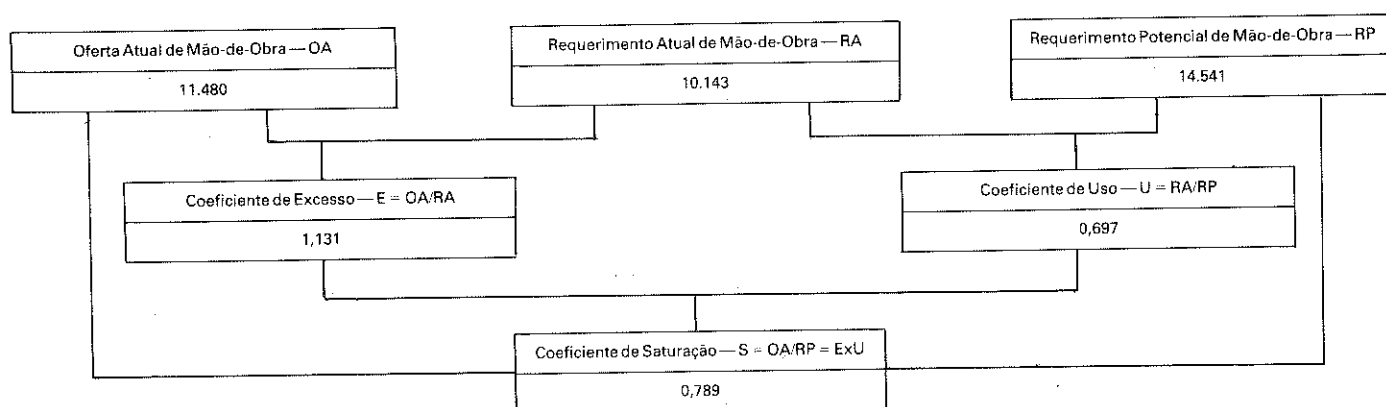 Oferta Atual de Mão-de-Obra — OA
11.480
Requerimento Atual de Mão-de-Obra — RA
10.143
Requerimento Potencial de Mão-de-Obra — RP
14.541
Coeficiente de Excesso — E = OA/RA
1,131
Coeficiente de Uso — U = RA/RP
0,697
Coeficiente de Saturação — S = OA/RP = ExU
0,789